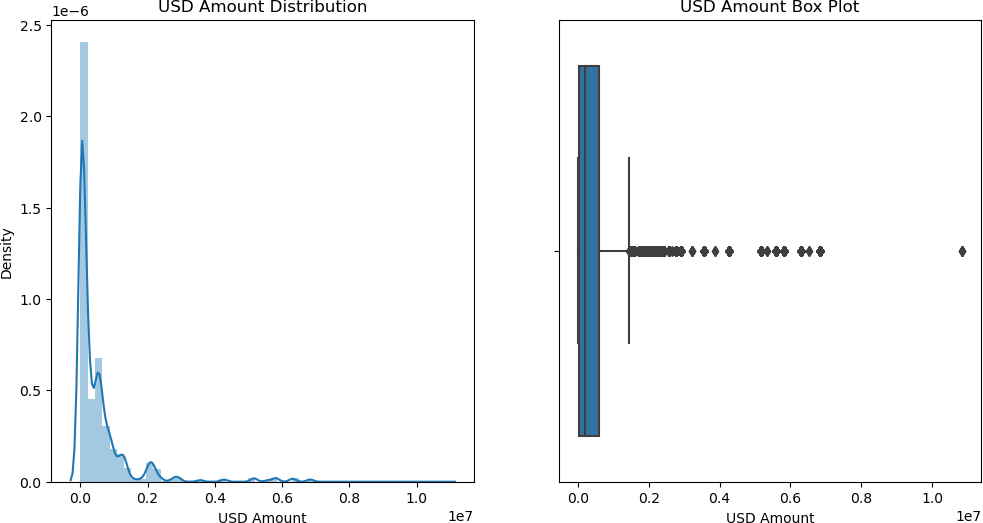 USD Amount Distribution
1e−6
2.5
2.0
1.5
1.0
0.5
0.0
Density
0.0 0.2 0.4 0.6 0.8 1.0
1e7
USD Amount
USD Amount Box Plot
0.0 0.2 0.4 0.6 0.8 1.0
1e7
USD Amount